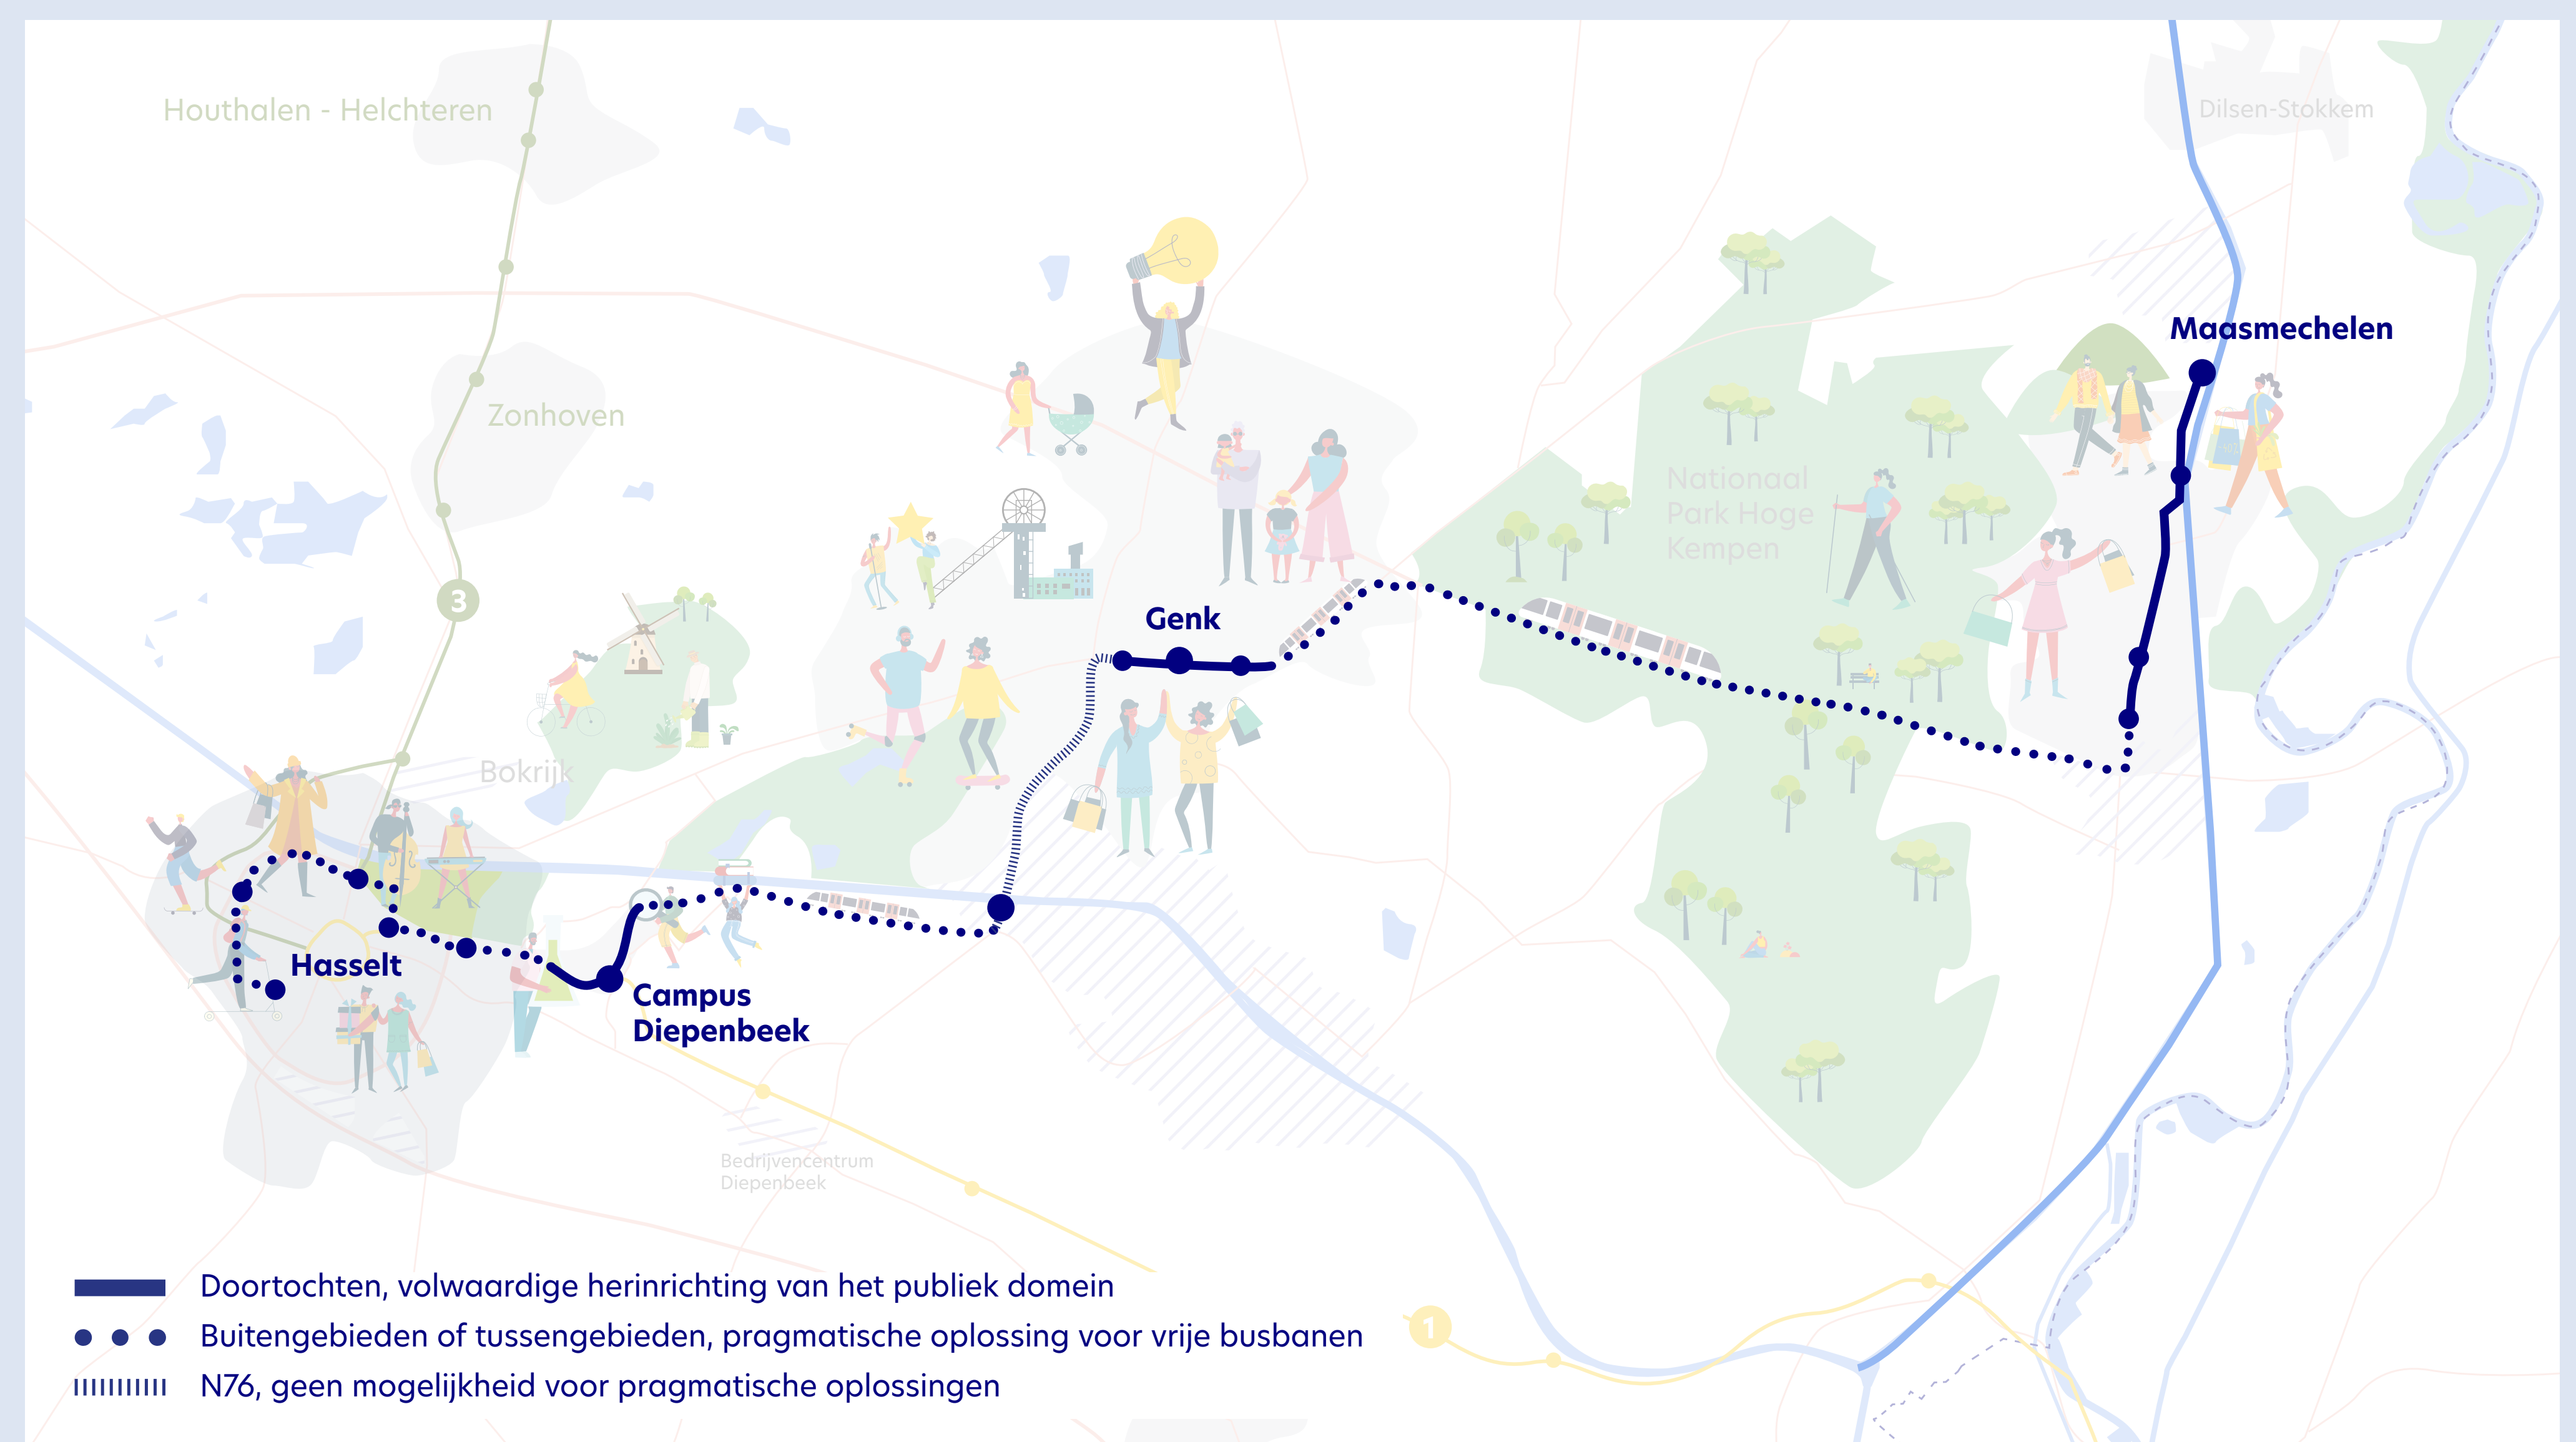 Houthalen - Helchteren
Dilsen-Stokkem
Maasmechelen
Zonhoven
Nationaal
Park Hoge
Kempen
3
Genk
Bokrijk
Hasselt
Campus
Diepenbeek
Bedrijvencentrum
Diepenbeek
1
Doortochten, volwaardige herinrichting van het publiek domein
Buitengebieden of tussengebieden, pragmatische oplossing voor vrije busbanen
N76, geen mogelijkheid voor pragmatische oplossingen